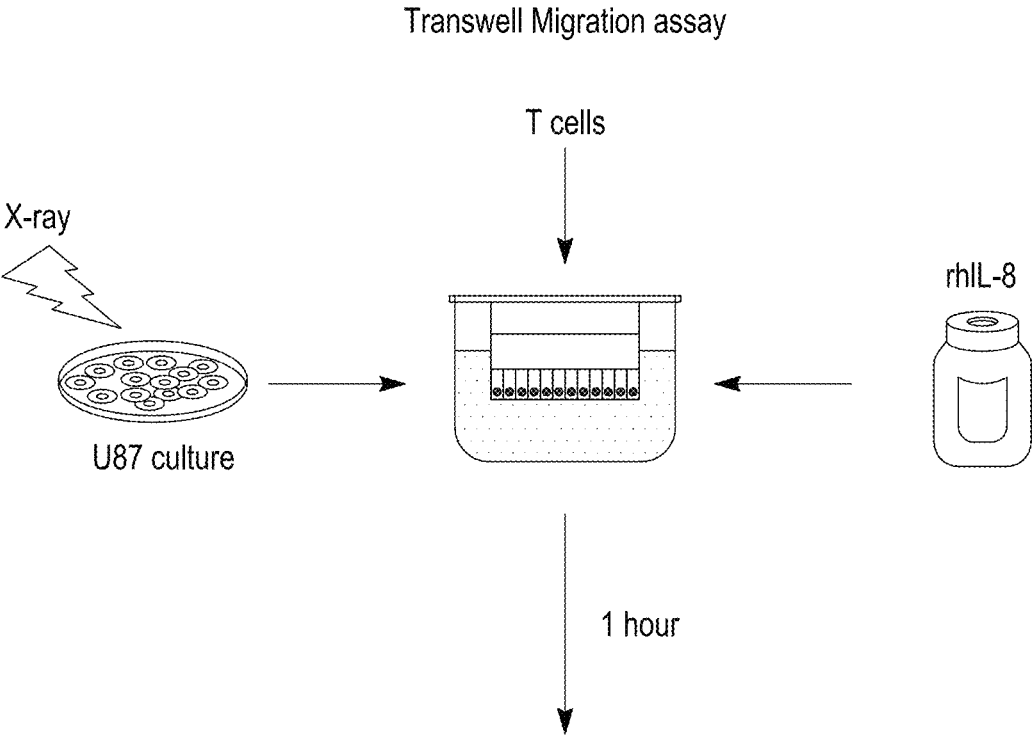 Transwell Migration assay
T cells
X-ray
rhIL-8
U87 culture
1 hour